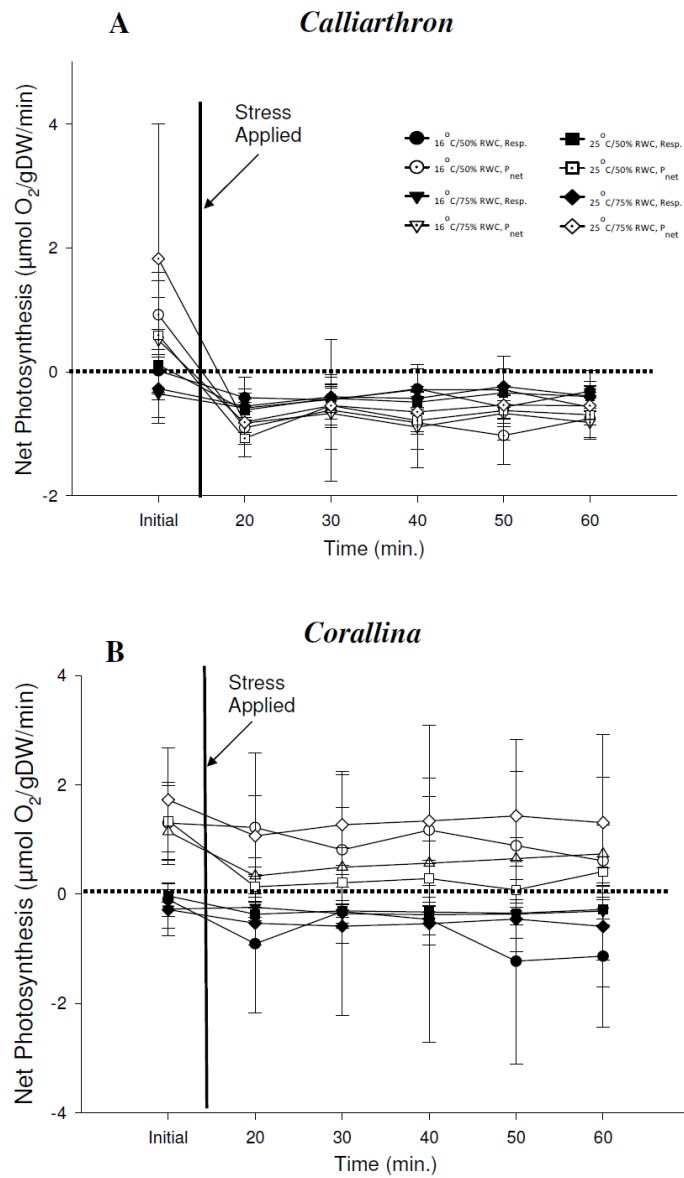 A
Calliarthron
Net Photosynthesis (µmol O2/gDW/min)
4
2
0
-2
Stress
Applied
16°C/50% RWC, Resp.
16°C/50% RWC, Pnet
16°C/75% RWC, Resp.
16°C/75% RWC, Pnet
25°C/50% RWC, Resp.
25°C/50% RWC, Pnet
25°C/75% RWC, Resp.
25°C/75% RWC, Pnet
Initial 20 30 40 50 60
Time (min.)
B
Corallina
Net Photosynthesis (µmol O2/gDW/min)
4
2
0
-2
-4
Stress
Applied
Initial 20 30 40 50 60
Time (min.)